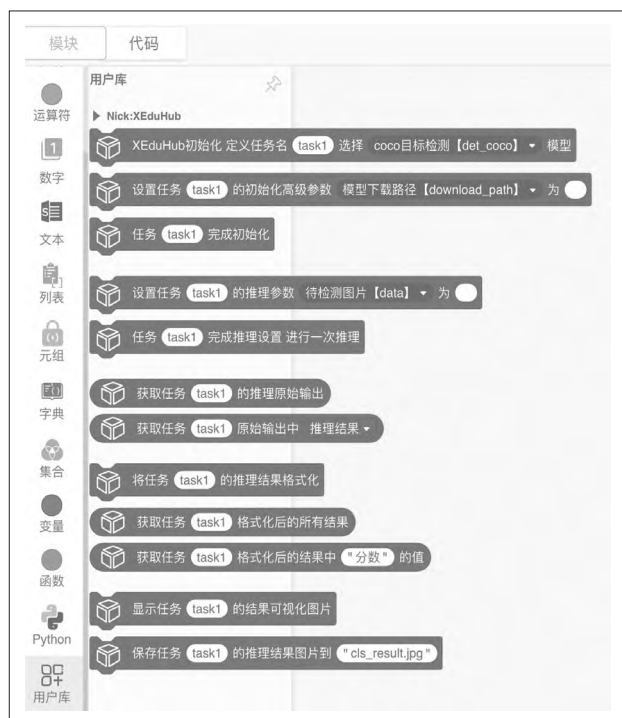 模块 代码
用户库
Nick:XEduHub
运算符
XEduHub初始化 定义任务名 task1 选择 coco目标检测【det_coco】 模型
1
数字
设置任务 task1 的初始化高级参数 模型下载路径【download_path】 为
文本
任务 task1 完成初始化
列表
设置任务 task1 的推理参数 待检测图片【data】 为
元组
任务 task1 完成推理设置 进行一次推理
字典
获取任务 task1 的推理原始输出
获取任务 task1 原始输出中 推理结果
集合
将任务 task1 的推理结果格式化
变量
获取任务 task1 格式化后的所有结果
函数
获取任务 task1 格式化后的结果中 "分数" 的值
显示任务 task1 的结果可视化图片
Python
保存任务 task1 的推理结果图片到 "cls_result.jpg"
用户库